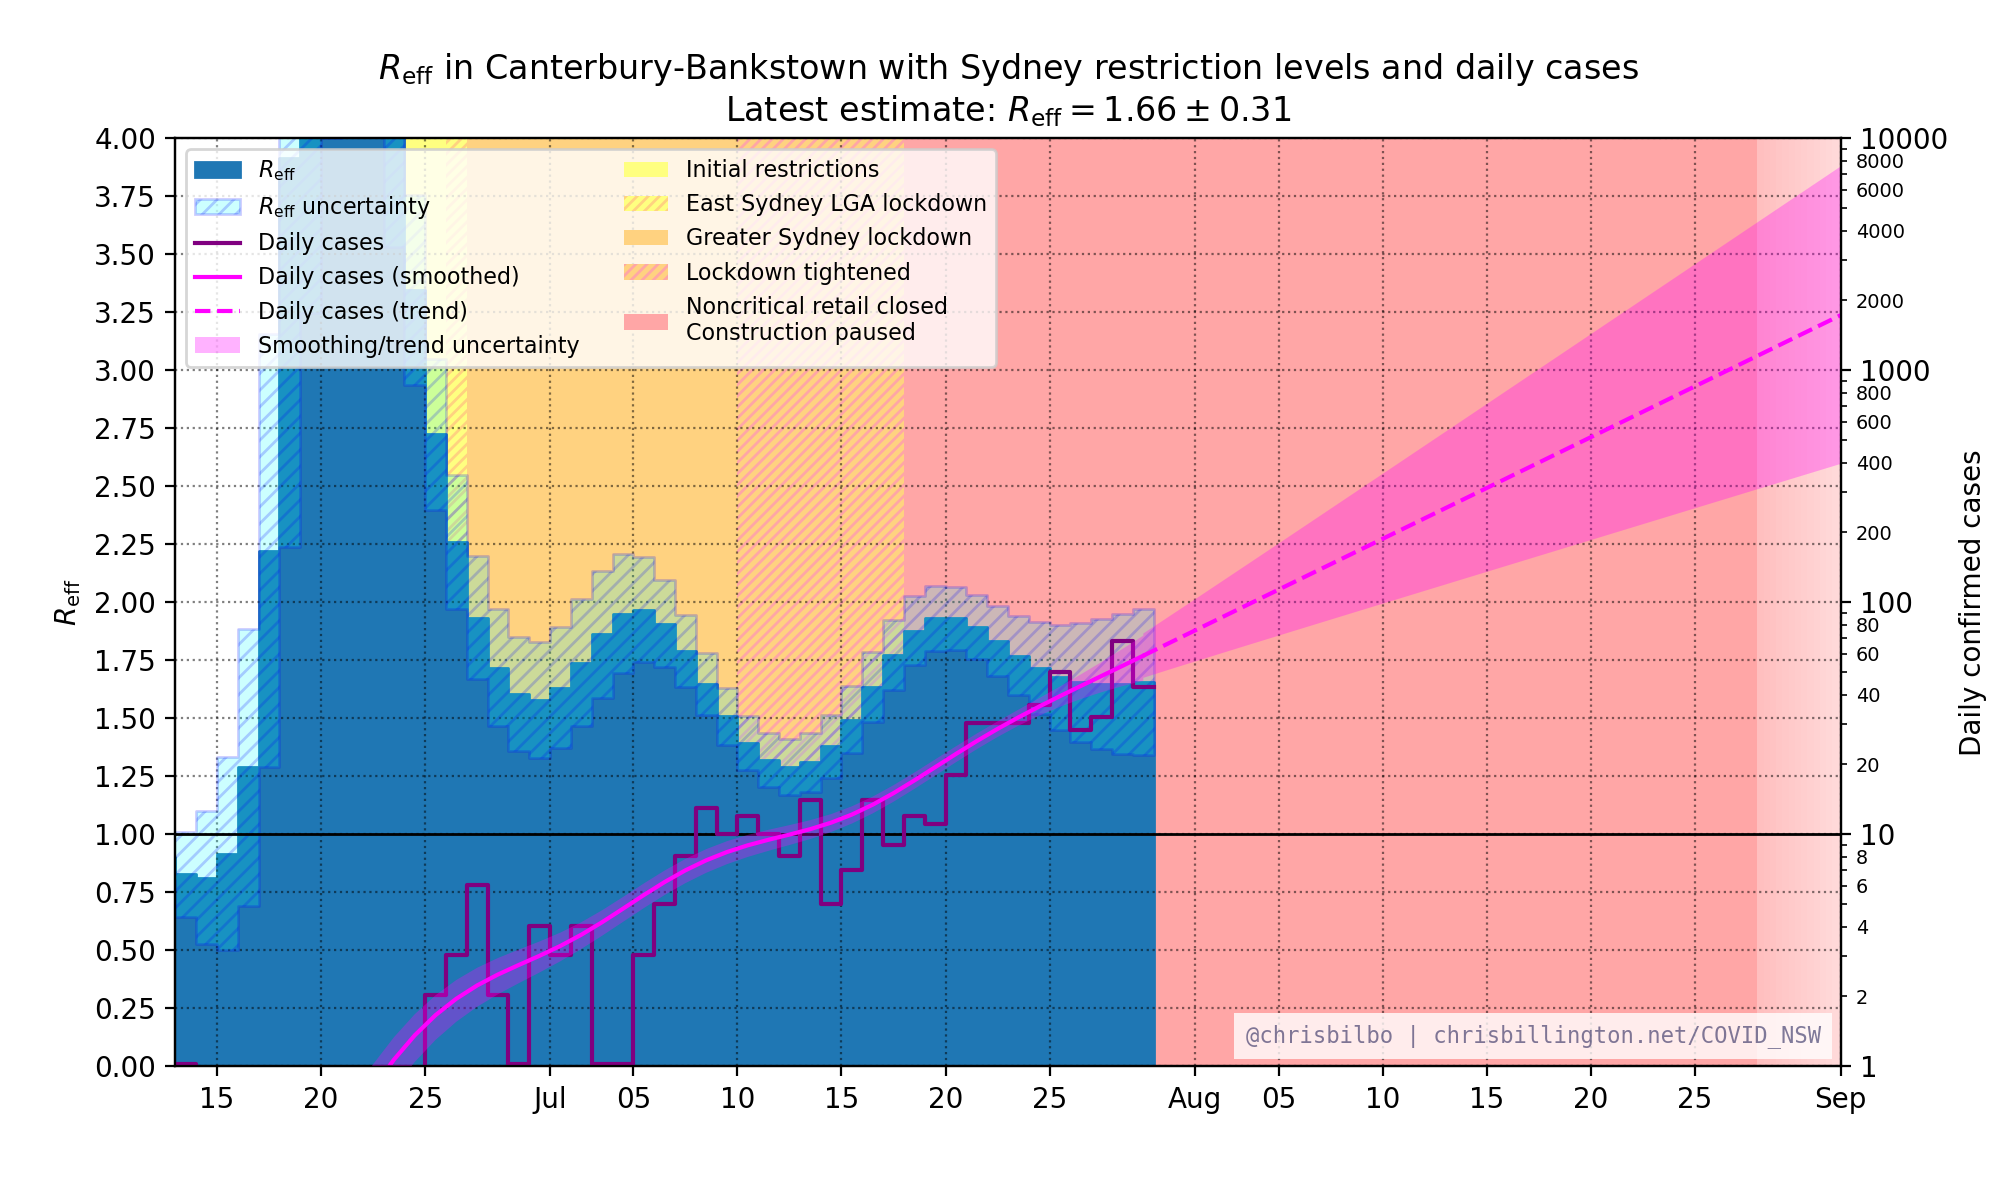 R_eff in Canterbury-Bankstown with Sydney restriction levels and daily cases
Latest estimate: R_eff = 1.66 ± 0.31
R_eff
R_eff uncertainty
Daily cases
Daily cases (smoothed)
Daily cases (trend)
Smoothing/trend uncertainty
Initial restrictions
East Sydney LGA lockdown
Greater Sydney lockdown
Lockdown tightened
Noncritical retail closed
Construction paused
4.00
3.75
3.50
3.25
3.00
2.75
2.50
2.25
2.00
1.75
1.50
1.25
1.00
0.75
0.50
0.25
0.00
R_eff
10000
8000
6000
4000
2000
1000
800
600
400
200
100
80
60
40
20
10
8
6
4
2
1
Daily confirmed cases
@chrisbilbo | chrisbillington.net/COVID_NSW
15 20 25 Jul 05 10 15 20 25 Aug 05 10 15 20 25 Sep